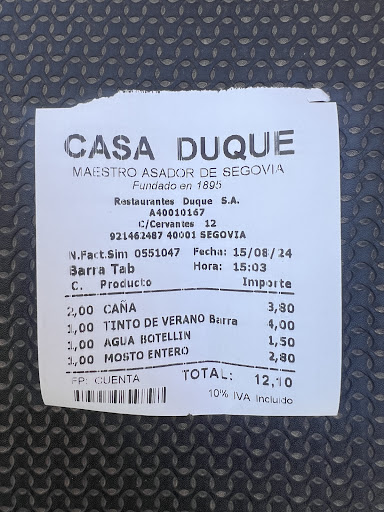 CASA DUQUE
MAESTRO ASADOR DE SEGOVIA
Fundado en 1895
Restaurantes Duque S.A.
A40010167
C/Cervantes 12
921462487 40001 SEGOVIA
N.Fact.Sim 0551047 Fecha: 15/08/24
Barra Tab Hora: 15:03
C. Producto Importe
2,00 CAÑA 3,80
1,00 TINTO DE VERANO Barra 4,00
1,00 AGUA BOTELLIN 1,50
1,00 MOSTO ENTERO 2,80
FP: CUENTA TOTAL: 12,10
10% IVA Incluido